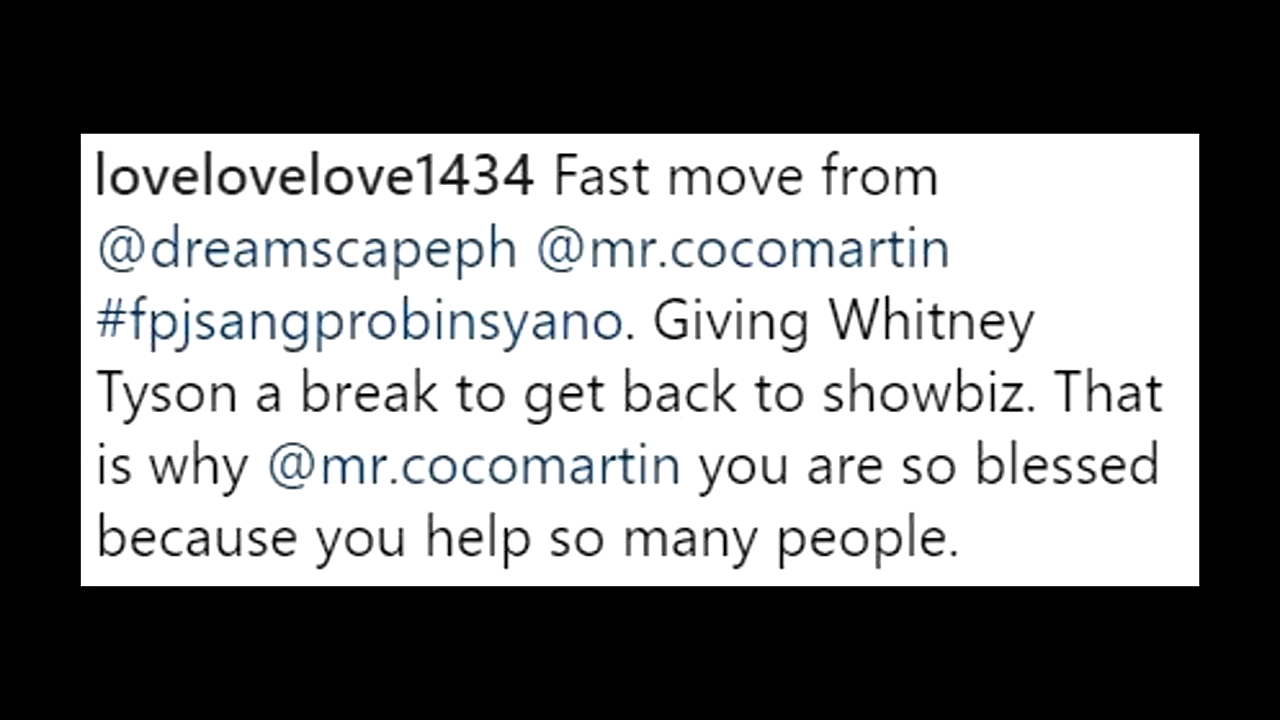 lovelovelove1434 Fast move from
@dreamscapeph @mr.cocomartin
#fpjsangprobinsyano. Giving Whitney
Tyson a break to get back to showbiz. That
is why @mr.cocomartin you are so blessed
because you help so many people.